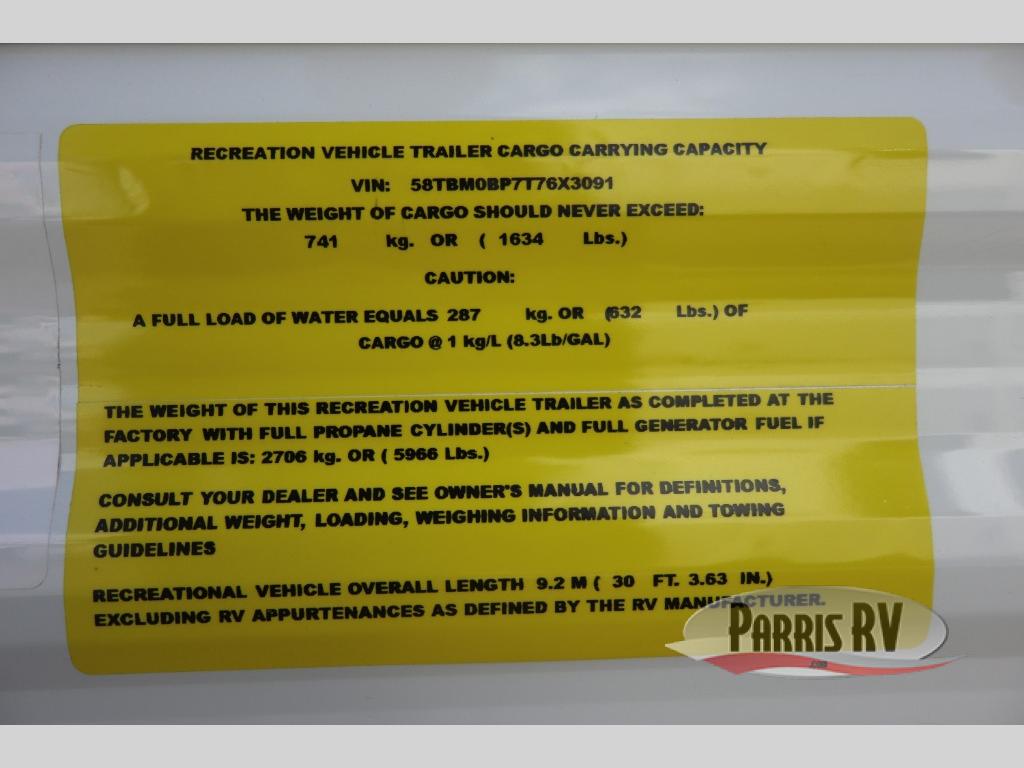 RECREATION VEHICLE TRAILER CARGO CARRYING CAPACITY
VIN: 58TBM0BP7T76X3091
THE WEIGHT OF CARGO SHOULD NEVER EXCEED:
741 kg. OR ( 1634 Lbs.)
CAUTION:
A FULL LOAD OF WATER EQUALS 287 kg. OR (632 Lbs.) OF
CARGO @ 1 kg/L (8.3Lb/GAL)
THE WEIGHT OF THIS RECREATION VEHICLE TRAILER AS COMPLETED AT THE
FACTORY WITH FULL PROPANE CYLINDER(S) AND FULL GENERATOR FUEL IF
APPLICABLE IS: 2706 kg. OR ( 5966 Lbs.)
CONSULT YOUR DEALER AND SEE OWNER'S MANUAL FOR DEFINITIONS,
ADDITIONAL WEIGHT, LOADING, WEIGHING INFORMATION AND TOWING
GUIDELINES
RECREATIONAL VEHICLE OVERALL LENGTH 9.2 M ( 30 FT. 3.63 IN.)
EXCLUDING RV APPURTENANCES AS DEFINED BY THE RV MANUFACTURER.
PARRIS RV
.com